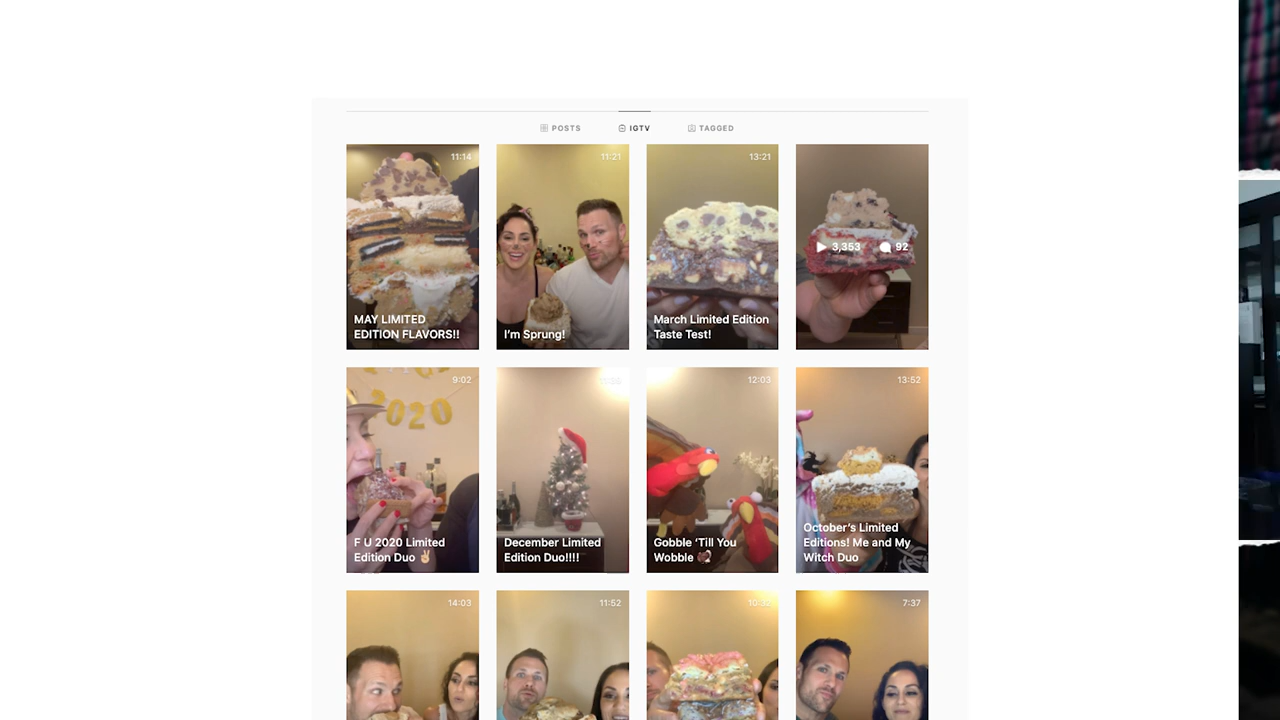 POSTS
IGTV
TAGGED
11:14
MAY LIMITED
EDITION FLAVORS!!
11:21
I'm Sprung!
13:21
March Limited Edition
Taste Test!
3,353
92
9:02
2020
F U 2020 Limited
Edition Duo ✌🏼
December Limited
Edition Duo!!!!
12:03
Gobble 'Till You
Wobble 🦃
13:52
October's Limited
Editions! Me and My
Witch Duo
14:03
11:52
7:37